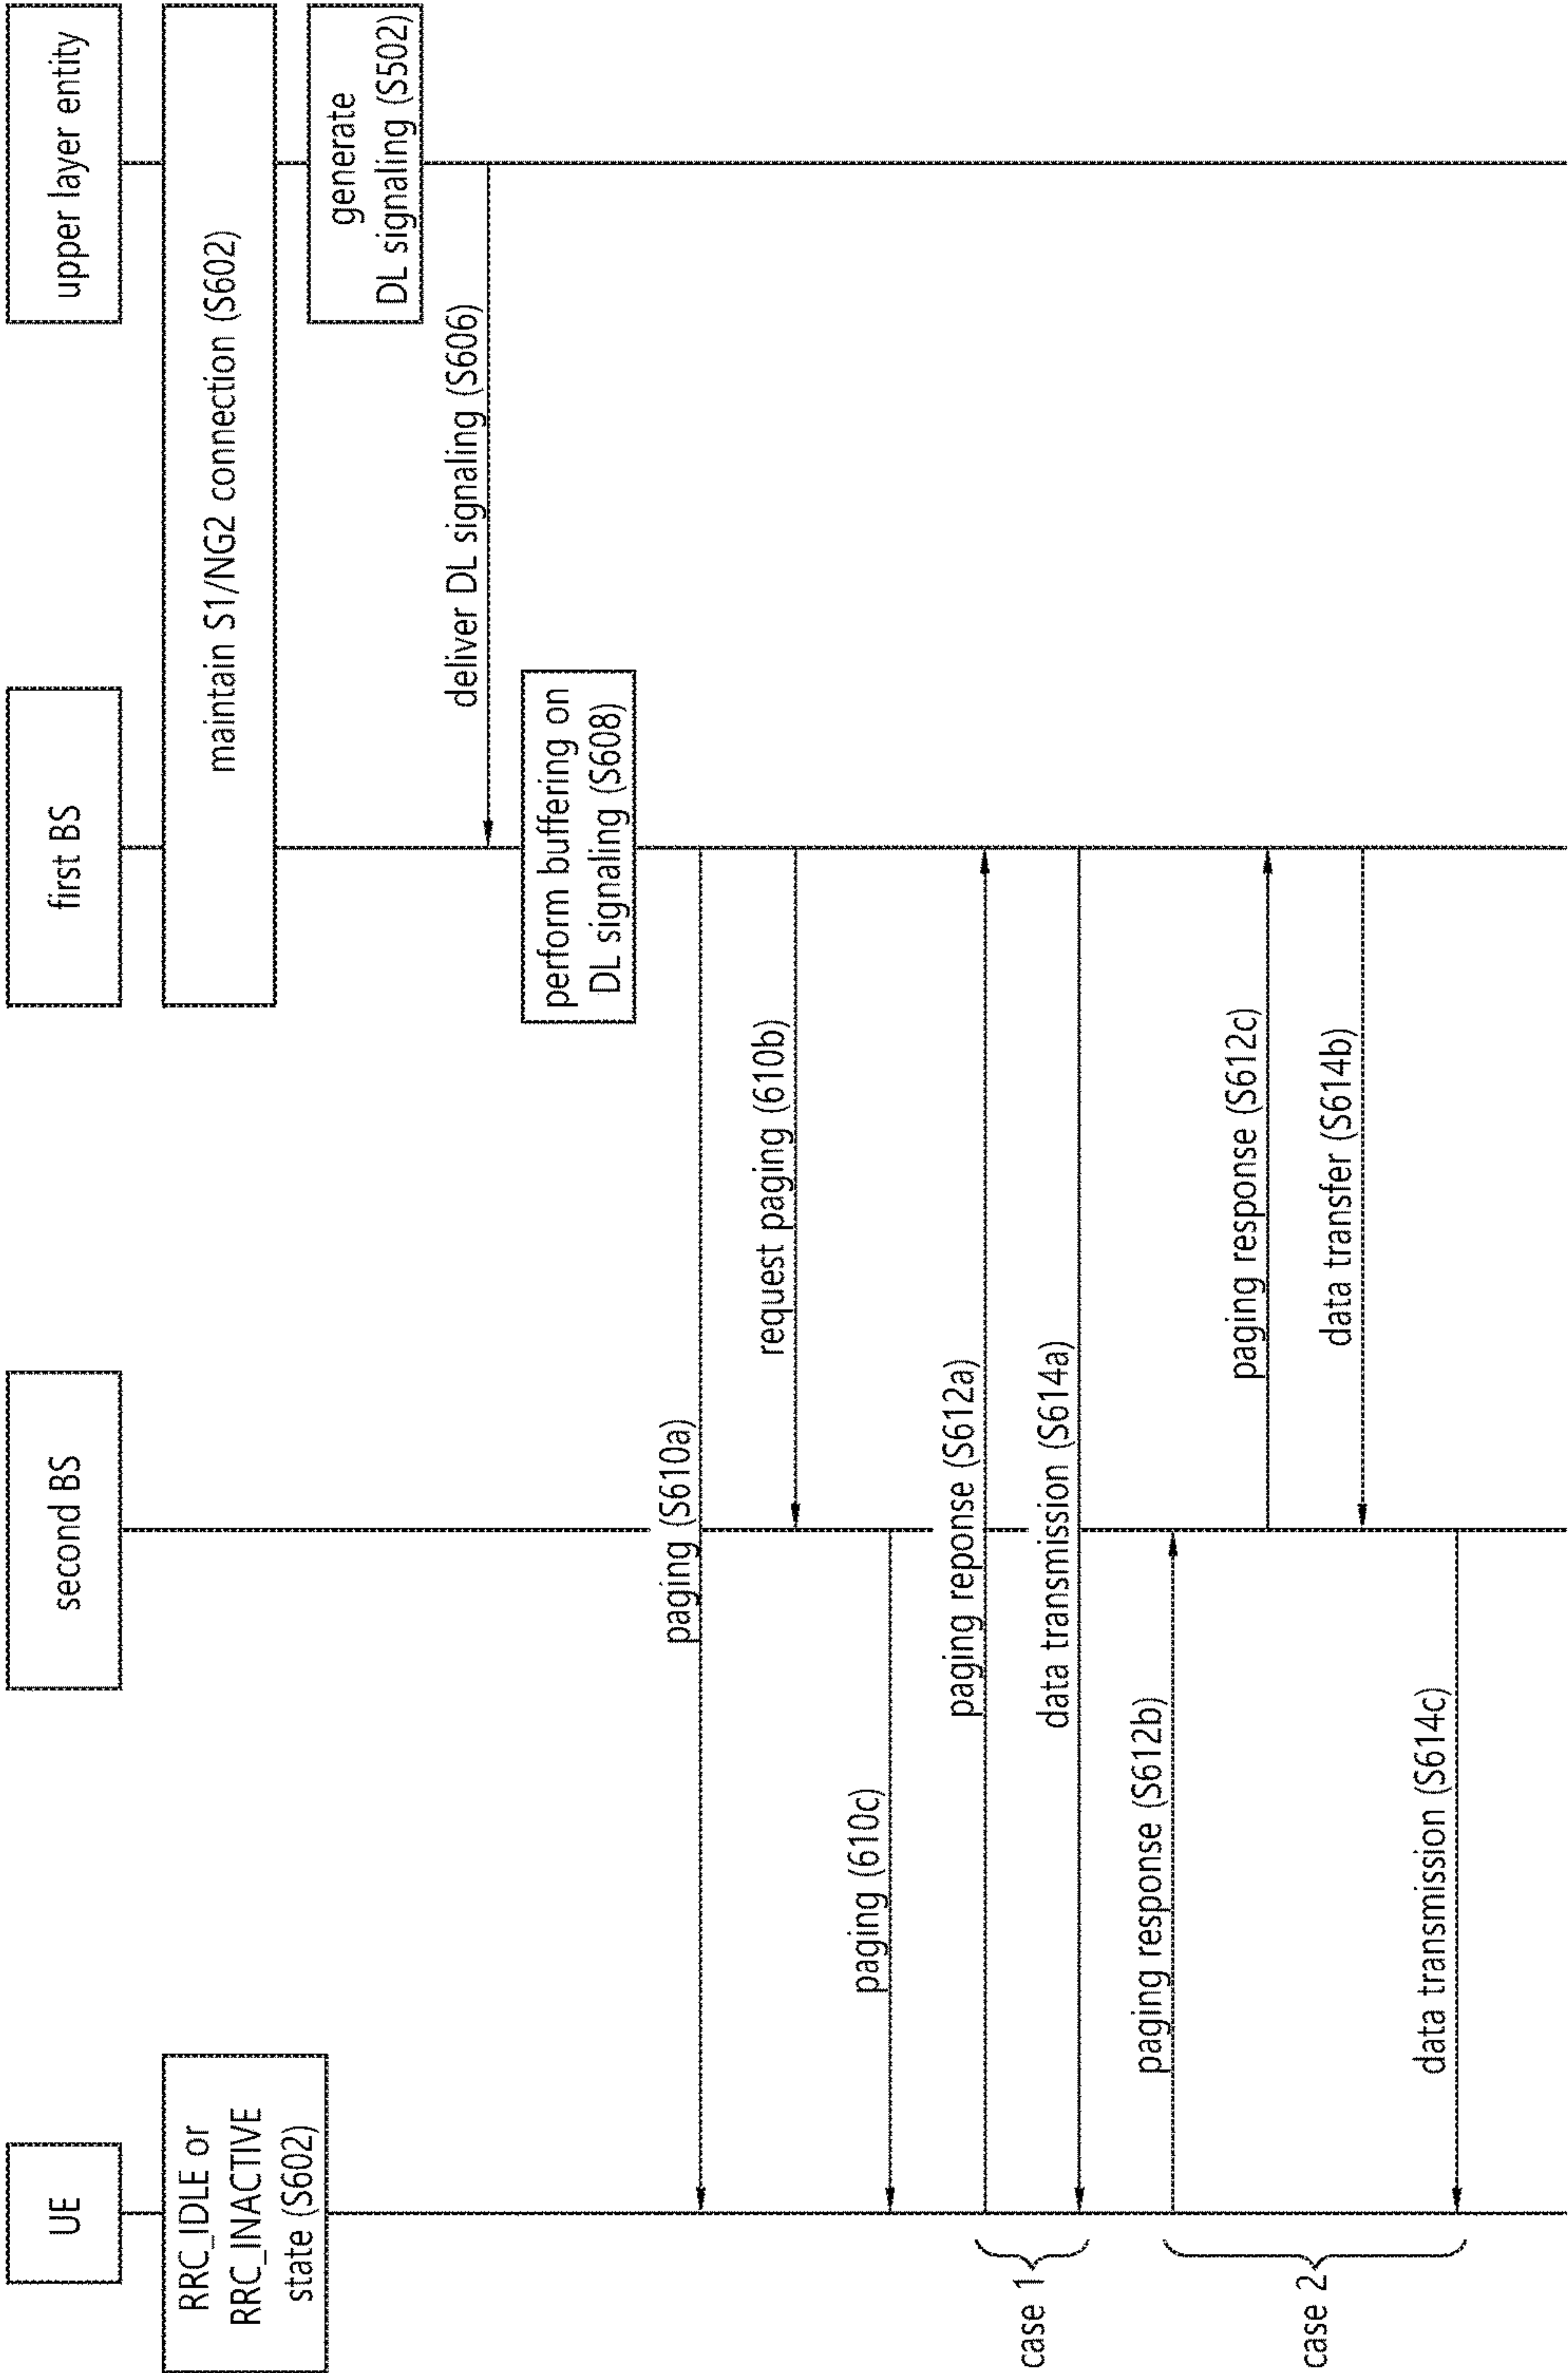 UE
second BS
first BS
upper layer entity
RRC_IDLE or
RRC_INACTIVE
state (S602)
maintain S1/NG2 connection (S602)
generate
DL signaling (S502)
deliver DL signaling (S606)
perform buffering on
DL signaling (S608)
paging (S610a)
request paging (610b)
paging (610c)
case 1
paging reponse (S612a)
data transmission (S614a)
case 2
paging response (S612b)
paging response (S612c)
data transfer (S614b)
data transmission (S614c)